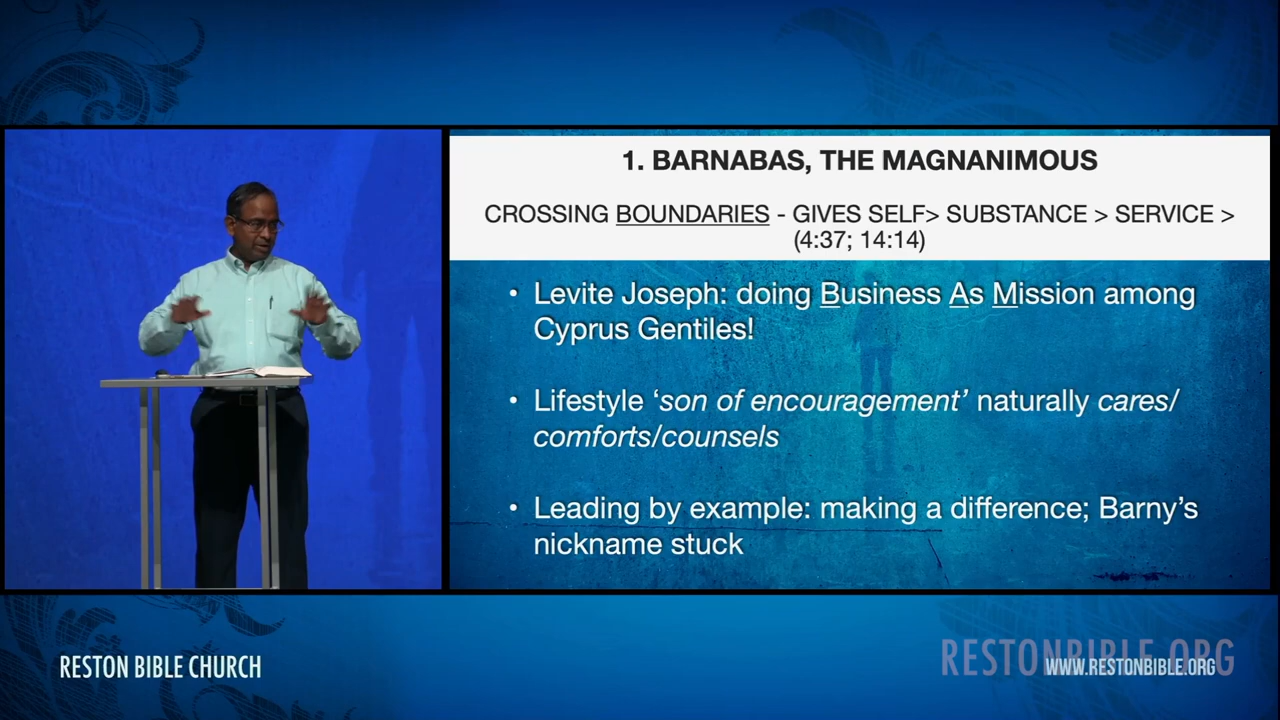 1. BARNABAS, THE MAGNANIMOUS
CROSSING BOUNDARIES - GIVES SELF> SUBSTANCE > SERVICE >
(4:37; 14:14)
• Levite Joseph: doing Business As Mission among
Cyprus Gentiles!
• Lifestyle ‘son of encouragement’ naturally cares/
comforts/counsels
• Leading by example: making a difference; Barny’s
nickname stuck
RESTON BIBLE CHURCH
RESTONBIBLE.ORG
WWW.RESTONBIBLE.ORG